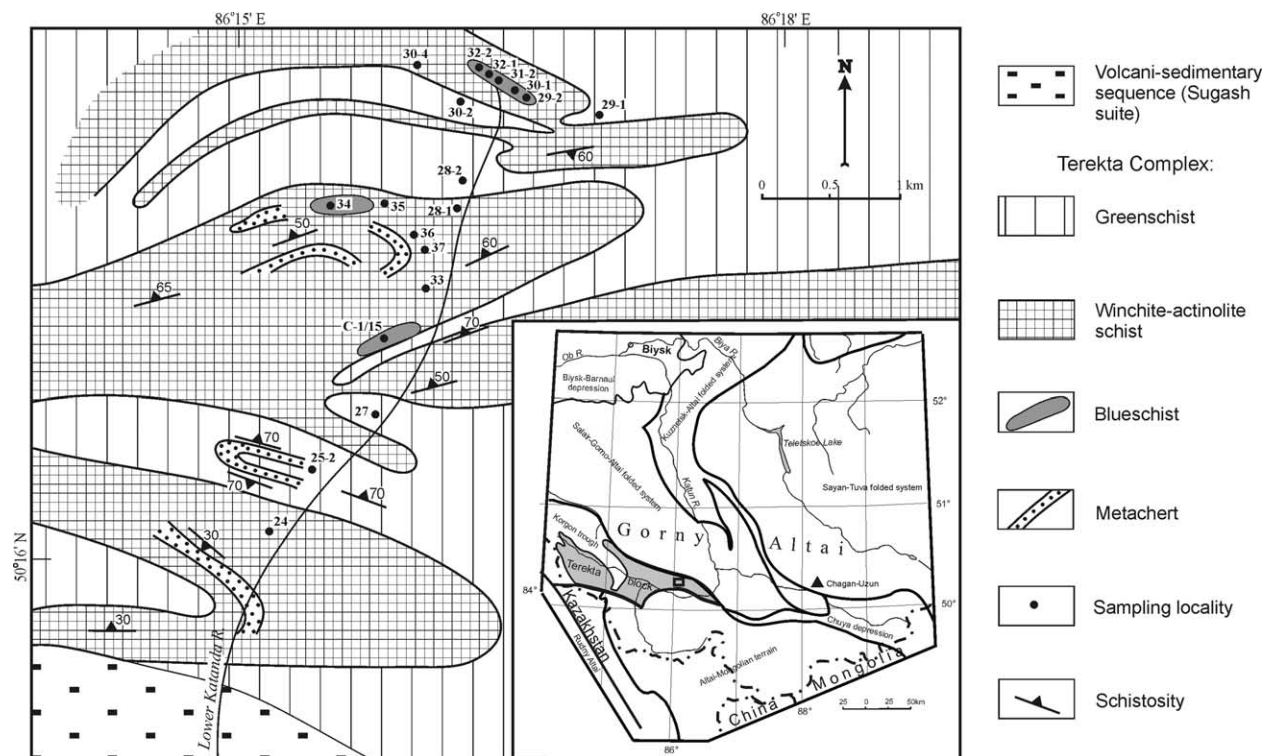 86°15' E
86°18' E
32-2
30-4
32-1
31-2
30-1
29-2
30-2
29-1
N
60
28-2
0
0.5
1 km
34
35
28-1
50
36
37
60
33
65
C-1/15
70
50
27
70
25-2
70
70
24
30
50°16' N
30
Lower Katanda R.
Biysk
Biya R.
Ob R.
Biysk-Barnaul
depression
Kuznetsk-Altai folded system
52°
Teletskoe Lake
Salair-Gorno-Altai folded system
Katun R.
Sayan-Tuva folded system
51°
Gorny
Altai
Korgon trough
Terekta
block
Chagan-Uzun
84°
50°
Kazakhstan
Rudny Altai
Chuya depression
Altai-Mongolian terrain
China
Mongolia
88°
25 0 25 50km
86°
Volcani-sedimentary
sequence (Sugash
suite)
Terekta Complex:
Greenschist
Winchite-actinolite
schist
Blueschist
Metachert
Sampling locality
Schistosity